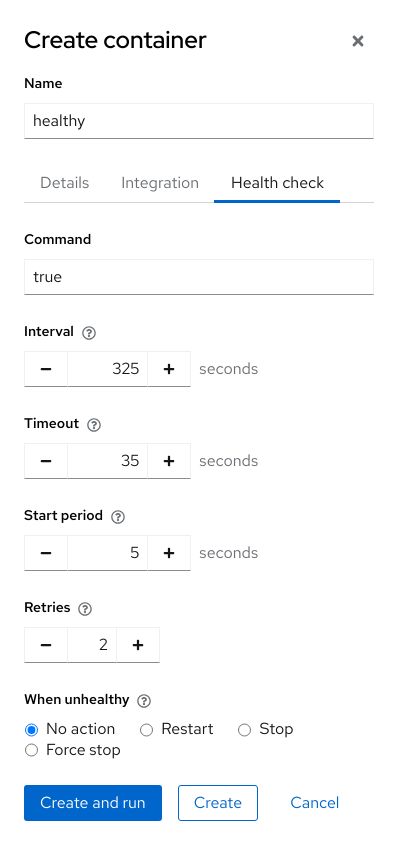 Create container
Name
healthy
Details Integration Health check
Command
true
Interval
325 seconds
Timeout
35 seconds
Start period
5 seconds
Retries
2
When unhealthy
No action Restart Stop
Force stop
Create and run Create Cancel